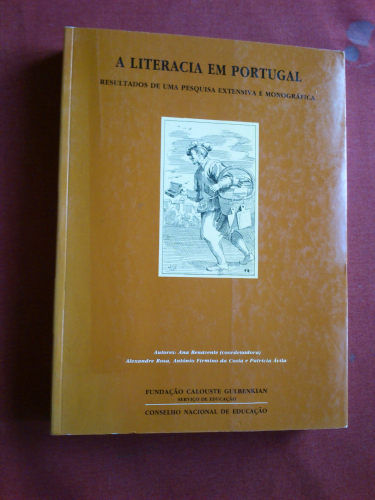 A LITERACIA EM PORTUGAL
RESULTADOS DE UMA PESQUISA EXTENSIVA E MONOGRÁFICA
Autores: Ana Benavente (coordenadora)
Alexandre Rosa, António Firmino da Costa e Patrícia Ávila
FUNDAÇÃO CALOUSTE GULBENKIAN
SERVIÇO DE EDUCAÇÃO
CONSELHO NACIONAL DE EDUCAÇÃO